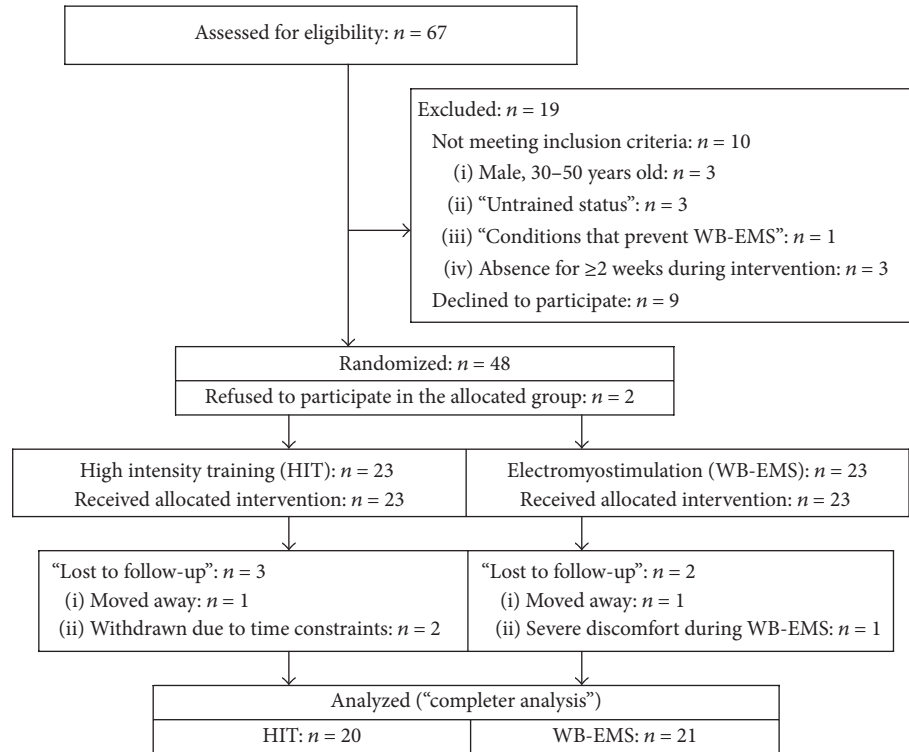 Assessed for eligibility: n = 67
Excluded: n = 19
Not meeting inclusion criteria: n = 10
(i) Male, 30–50 years old: n = 3
(ii) “Untrained status”: n = 3
(iii) “Conditions that prevent WB-EMS”: n = 1
(iv) Absence for ≥2 weeks during intervention: n = 3
Declined to participate: n = 9
Randomized: n = 48
Refused to participate in the allocated group: n = 2
High intensity training (HIT): n = 23
Received allocated intervention: n = 23
Electromyostimulation (WB-EMS): n = 23
Received allocated intervention: n = 23
“Lost to follow-up”: n = 3
(i) Moved away: n = 1
(ii) Withdrawn due to time constraints: n = 2
“Lost to follow-up”: n = 2
(i) Moved away: n = 1
(ii) Severe discomfort during WB-EMS: n = 1
Analyzed (“completer analysis”)
HIT: n = 20
WB-EMS: n = 21